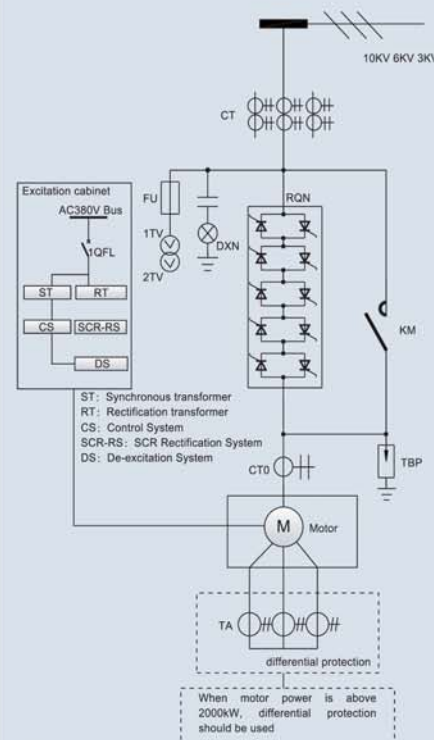 10KV 6KV 3KV
CT
Excitation cabinet
AC380V Bus
1QFL
ST RT
CS SCR-RS
DS
FU
1TV
2TV
DXN
RQN
KM
ST: Synchronous transformer
RT: Rectification transformer
CS: Control System
SCR-RS: SCR Rectification System
DS: De-excitation System
CT0
TBP
M Motor
TA
differential protection
When motor power is above
2000kW, differential protection
should be used